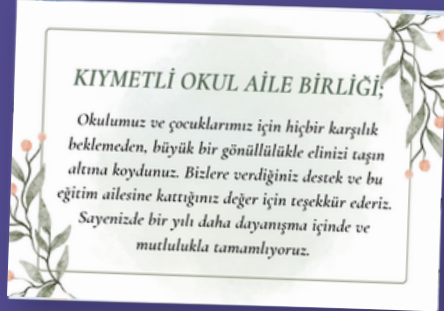 KIYMETLİ OKUL AİLE BİRLİĞİ;
Okulumuz ve çocuklarımız için hiçbir karşılık
beklemeden, büyük bir gönüllülükle elinizi taşın
altına koydunuz. Bizlere verdiğiniz destek ve bu
eğitim ailesine kattığınız değer için teşekkür ederiz.
Sayenizde bir yılı daha dayanışma içinde ve
mutlulukla tamamlıyoruz.